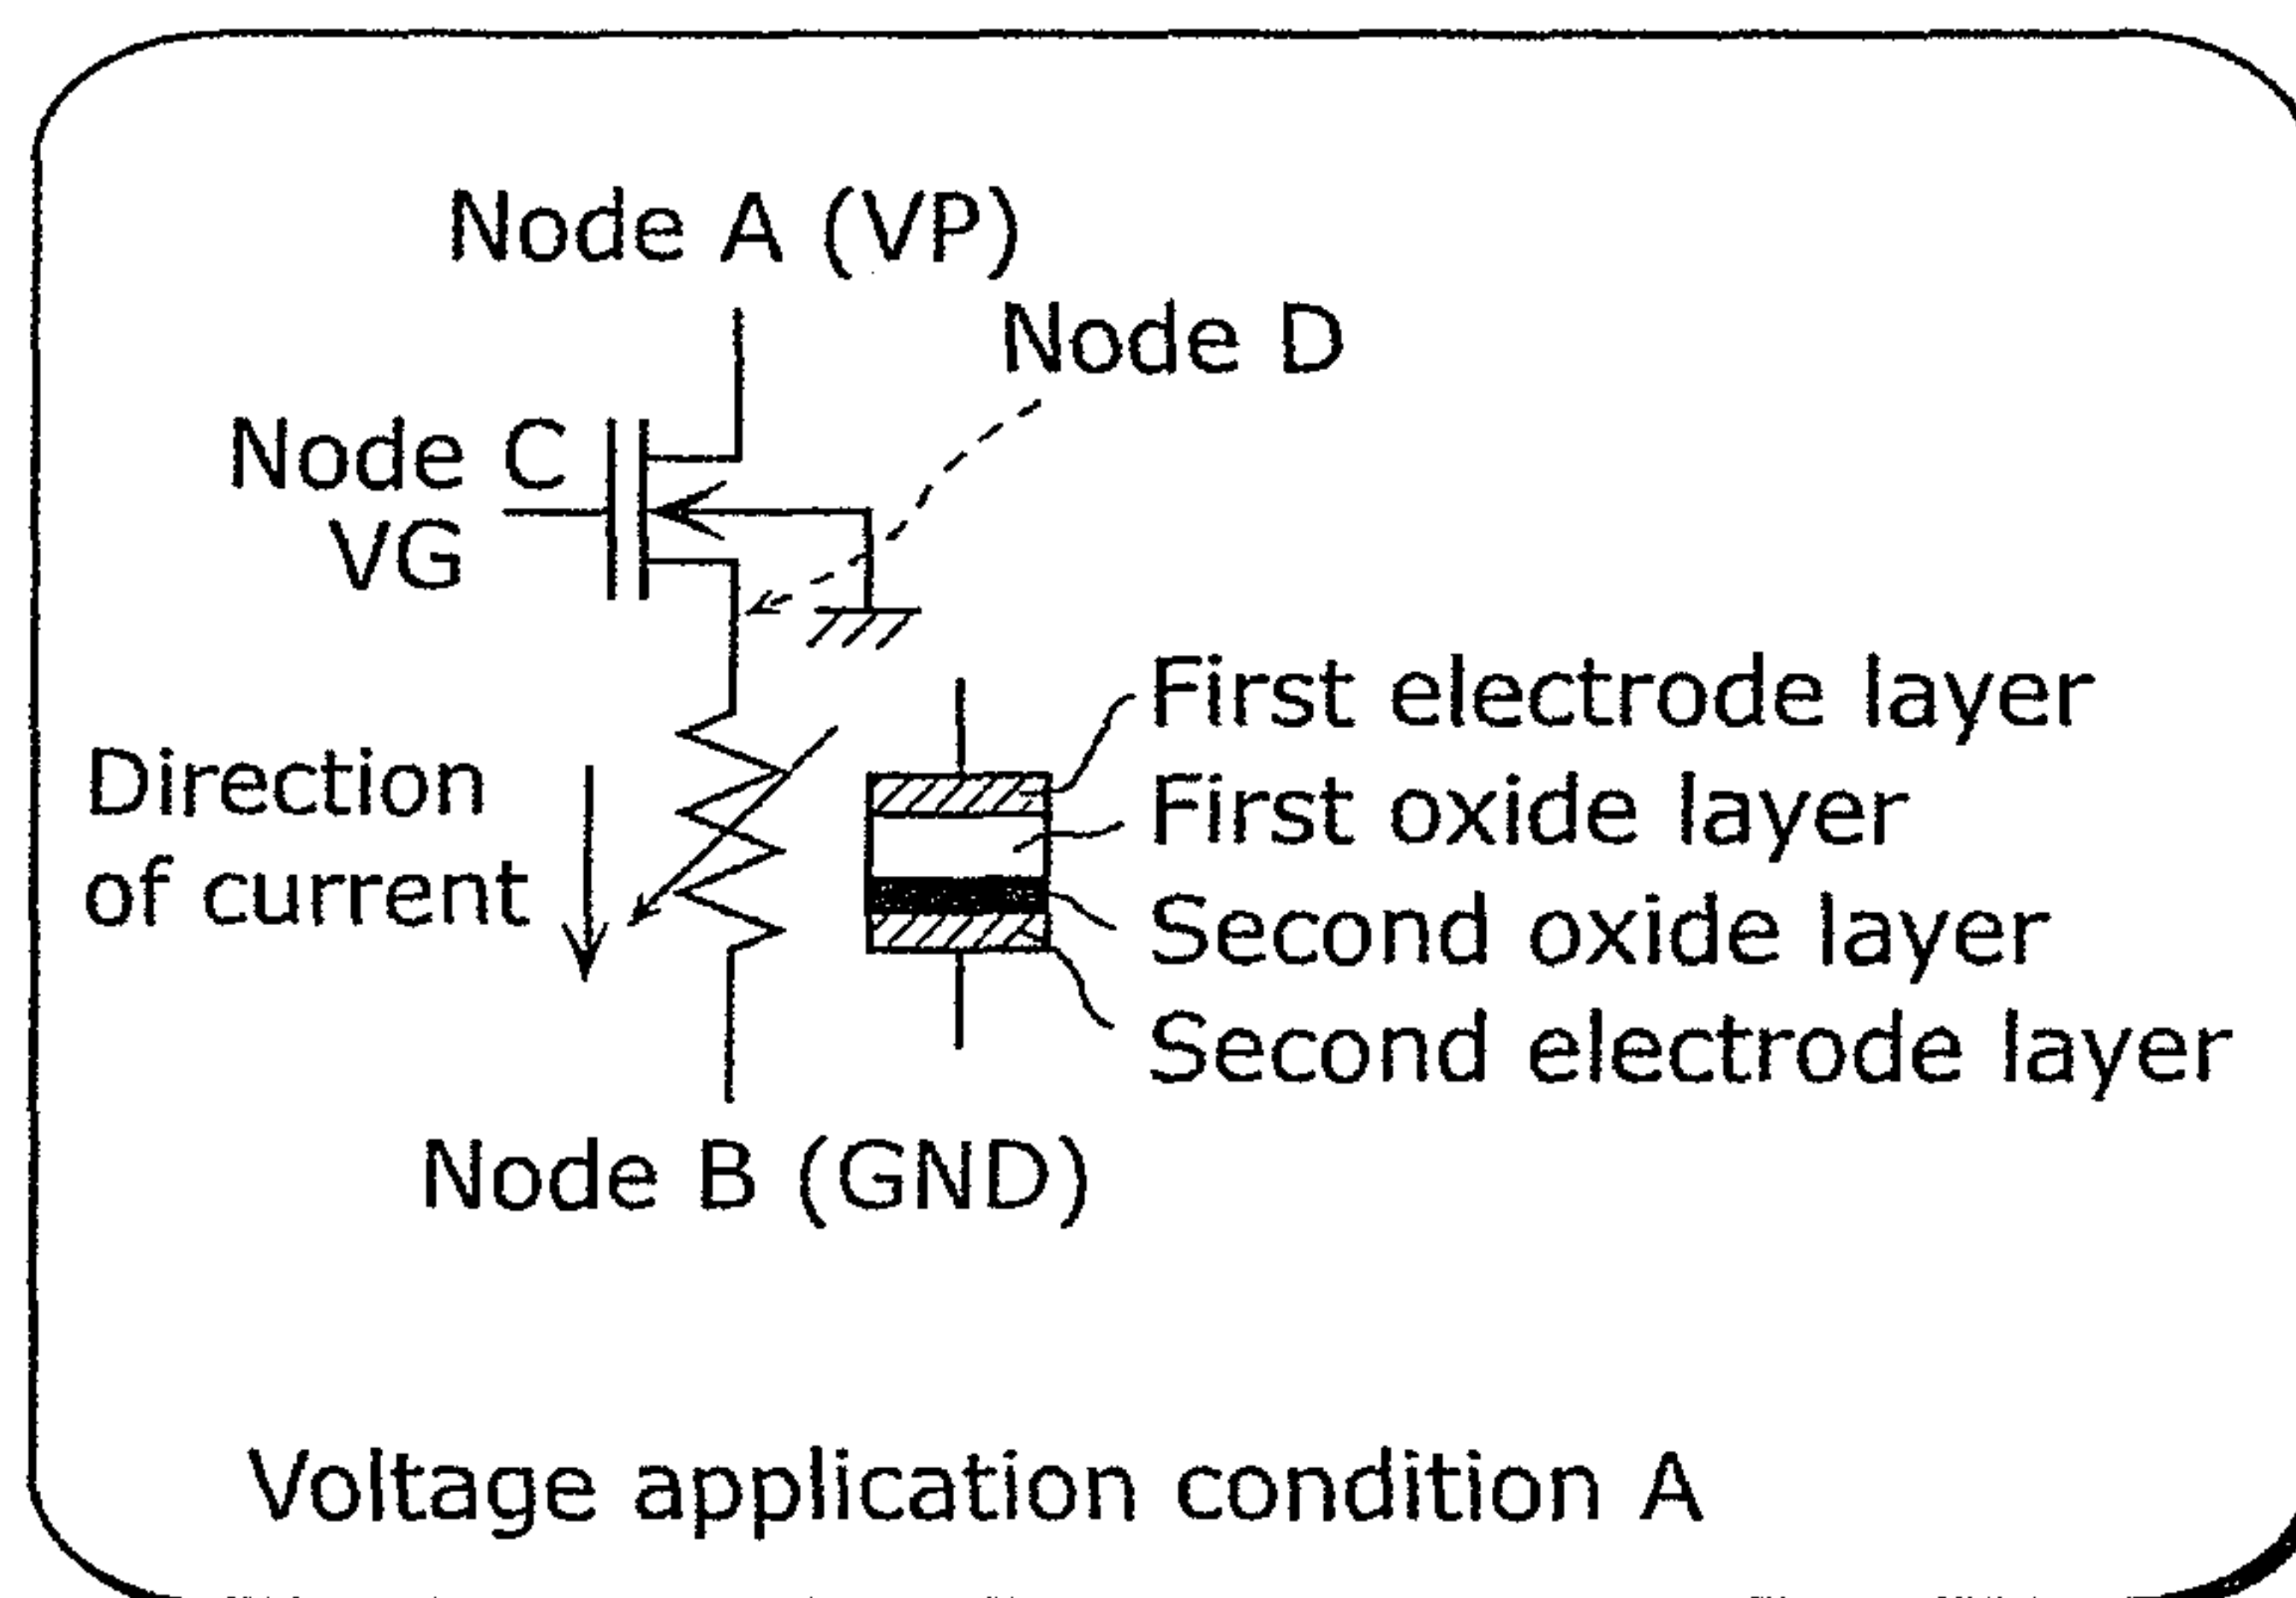 Node A (VP)
Node D
Node C
VG
First electrode layer
Direction
First oxide layer
of current
Second oxide layer
Second electrode layer
Node B (GND)
Voltage application condition A